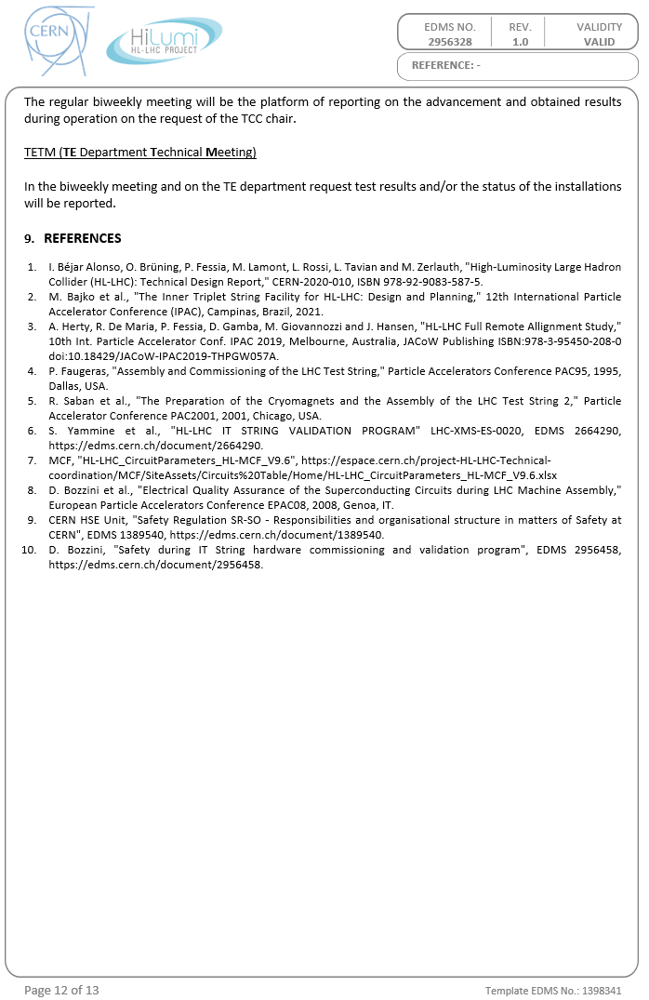 CERN
HiLumi
HL-LHC PROJECT
EDMS NO. REV. VALIDITY
2956328 1.0 VALID
REFERENCE: -
The regular biweekly meeting will be the platform of reporting on the advancement and obtained results
during operation on the request of the TCC chair.
TETM (TE Department Technical Meeting)
In the biweekly meeting and on the TE department request test results and/or the status of the installations
will be reported.
9. REFERENCES
1. I. Béjar Alonso, O. Brüning, P. Fessia, M. Lamont, L. Rossi, L. Tavian and M. Zerlauth, "High-Luminosity Large Hadron
Collider (HL-LHC): Technical Design Report," CERN-2020-010, ISBN 978-92-9083-587-5.
2. M. Bajko et al., "The Inner Triplet String Facility for HL-LHC: Design and Planning," 12th International Particle
Accelerator Conference (IPAC), Campinas, Brazil, 2021.
3. A. Herty, R. De Maria, P. Fessia, D. Gamba, M. Giovannozzi and J. Hansen, "HL-LHC Full Remote Allignment Study,"
10th Int. Particle Accelerator Conf. IPAC 2019, Melbourne, Australia, JACoW Publishing ISBN:978-3-95450-208-0
doi:10.18429/JACoW-IPAC2019-THPGW057A.
4. P. Faugeras, "Assembly and Commissioning of the LHC Test String," Particle Accelerators Conference PAC95, 1995,
Dallas, USA.
5. R. Saban et al., "The Preparation of the Cryomagnets and the Assembly of the LHC Test String 2," Particle
Accelerator Conference PAC2001, 2001, Chicago, USA.
6. S. Yammine et al., "HL-LHC IT STRING VALIDATION PROGRAM" LHC-XMS-ES-0020, EDMS 2664290,
https://edms.cern.ch/document/2664290.
7. MCF, "HL-LHC_CircuitParameters_HL-MCF_V9.6", https://espace.cern.ch/project-HL-LHC-Technical-
coordination/MCF/SiteAssets/Circuits%20Table/Home/HL-LHC_CircuitParameters_HL-MCF_V9.6.xlsx
8. D. Bozzini et al., "Electrical Quality Assurance of the Superconducting Circuits during LHC Machine Assembly,"
European Particle Accelerators Conference EPAC08, 2008, Genoa, IT.
9. CERN HSE Unit, "Safety Regulation SR-SO - Responsibilities and organisational structure in matters of Safety at
CERN", EDMS 1389540, https://edms.cern.ch/document/1389540.
10. D. Bozzini, "Safety during IT String hardware commissioning and validation program", EDMS 2956458,
https://edms.cern.ch/document/2956458.
Page 12 of 13 Template EDMS No.: 1398341